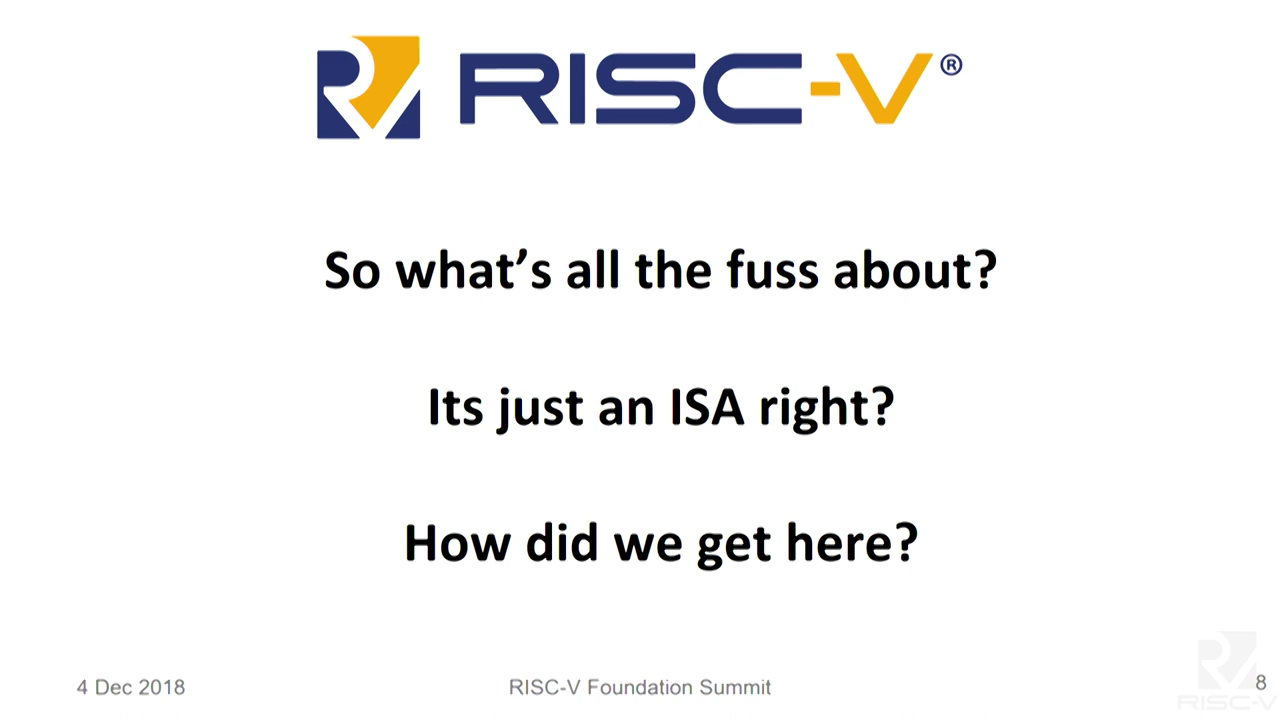 RISC-V®
So what's all the fuss about?
Its just an ISA right?
How did we get here?
4 Dec 2018
RISC-V Foundation Summit
8
RISC-V